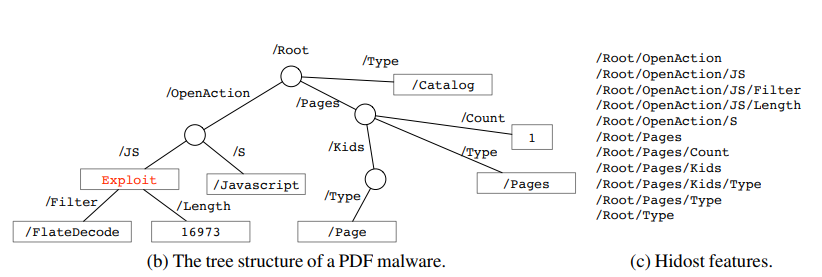 /Root
/Type
/Catalog
/OpenAction
/Pages
/Count
1
/JS
/S
/Kids
/Type
Exploit
/Javascript
/Pages
/Filter
/Length
/Type
/FlateDecode
16973
/Page
(b) The tree structure of a PDF malware.
/Root/OpenAction
/Root/OpenAction/JS
/Root/OpenAction/JS/Filter
/Root/OpenAction/JS/Length
/Root/OpenAction/S
/Root/Pages
/Root/Pages/Count
/Root/Pages/Kids
/Root/Pages/Kids/Type
/Root/Pages/Type
/Root/Type
(c) Hidost features.